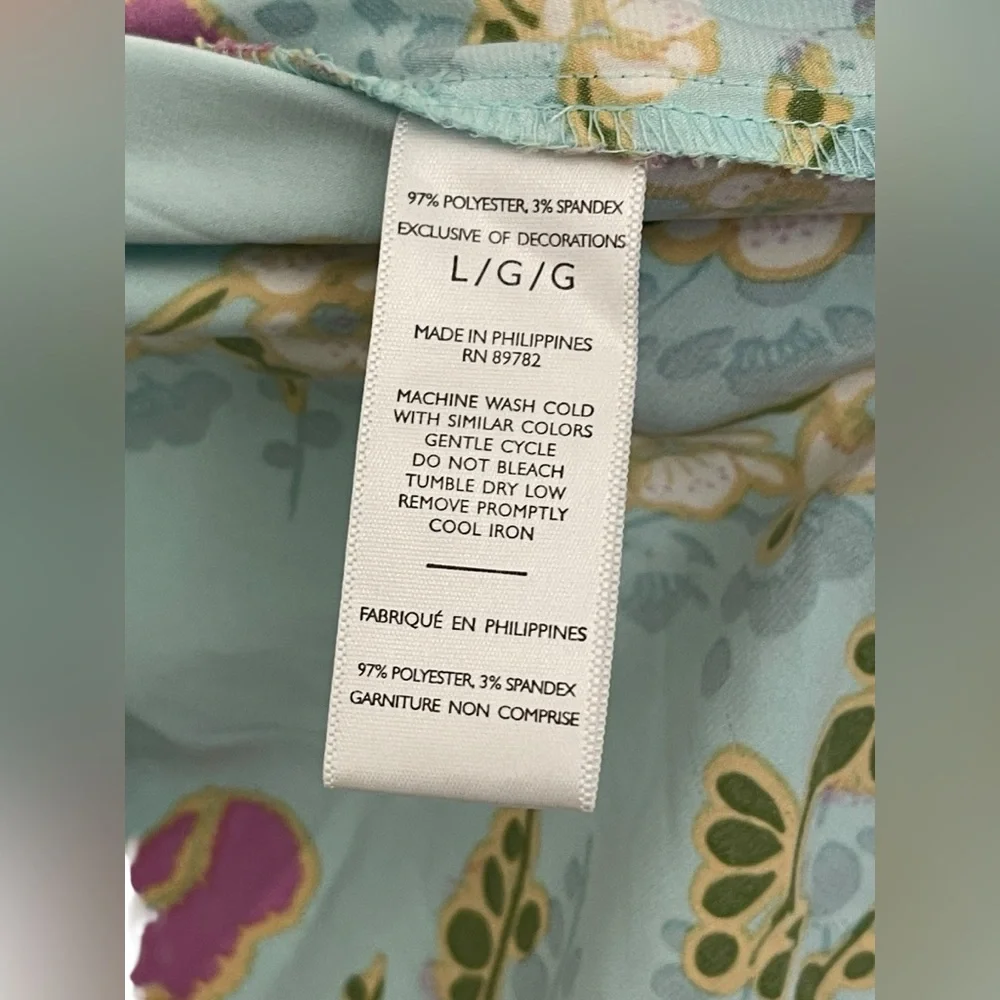 97% POLYESTER, 3% SPANDEX
EXCLUSIVE OF DECORATIONS
L/G/G
MADE IN PHILIPPINES
RN 89782
MACHINE WASH COLD
WITH SIMILAR COLORS
GENTLE CYCLE
DO NOT BLEACH
TUMBLE DRY LOW
REMOVE PROMPTLY
COOL IRON
FABRIQUÉ EN PHILIPPINES
97% POLYESTER, 3% SPANDEX
GARNITURE NON COMPRISE